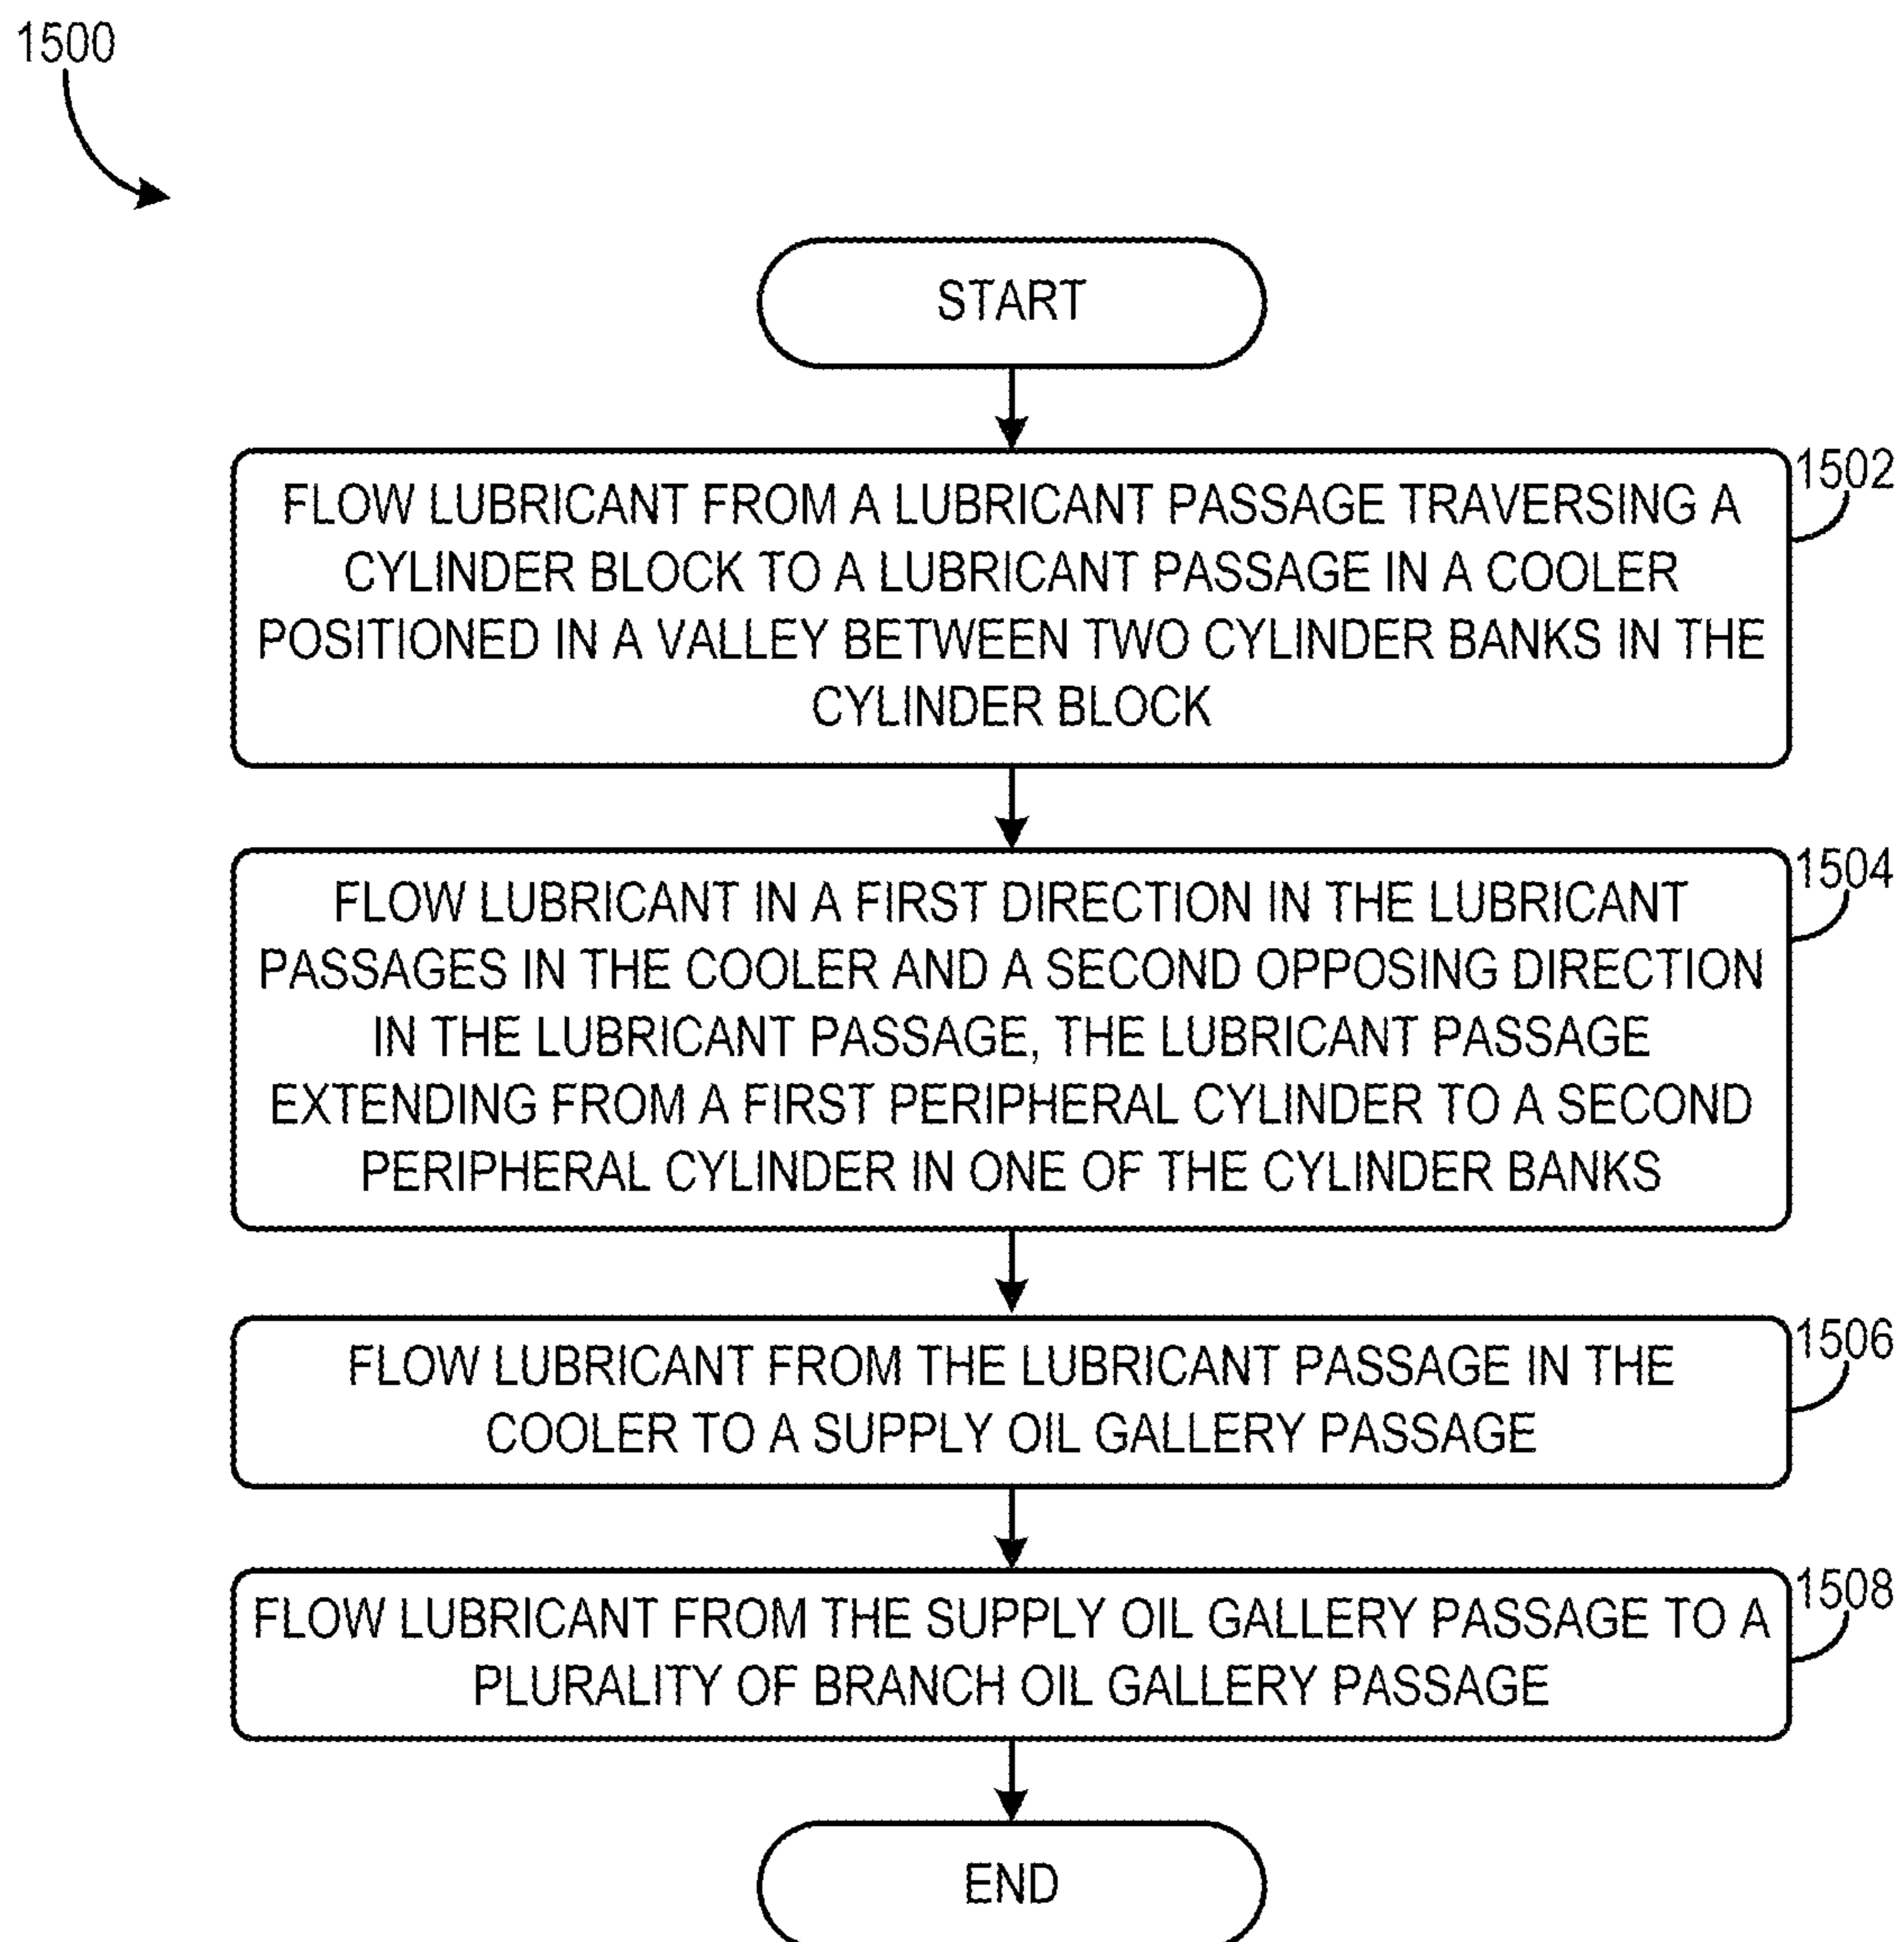 1500
START
1502
FLOW LUBRICANT FROM A LUBRICANT PASSAGE TRAVERSING A
CYLINDER BLOCK TO A LUBRICANT PASSAGE IN A COOLER
POSITIONED IN A VALLEY BETWEEN TWO CYLINDER BANKS IN THE
CYLINDER BLOCK
1504
FLOW LUBRICANT IN A FIRST DIRECTION IN THE LUBRICANT
PASSAGES IN THE COOLER AND A SECOND OPPOSING DIRECTION
IN THE LUBRICANT PASSAGE, THE LUBRICANT PASSAGE
EXTENDING FROM A FIRST PERIPHERAL CYLINDER TO A SECOND
PERIPHERAL CYLINDER IN ONE OF THE CYLINDER BANKS
1506
FLOW LUBRICANT FROM THE LUBRICANT PASSAGE IN THE
COOLER TO A SUPPLY OIL GALLERY PASSAGE
1508
FLOW LUBRICANT FROM THE SUPPLY OIL GALLERY PASSAGE TO A
PLURALITY OF BRANCH OIL GALLERY PASSAGE
END